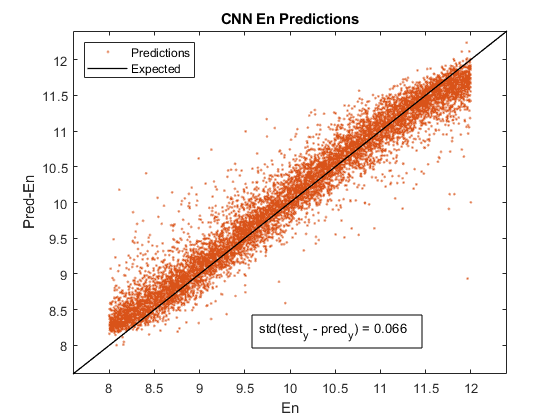 CNN En Predictions
Predictions
Expected
12
11.5
11
10.5
10
9.5
9
8.5
8
Pred-En
std(test_y - pred_y) = 0.066
8 8.5 9 9.5 10 10.5 11 11.5 12
En